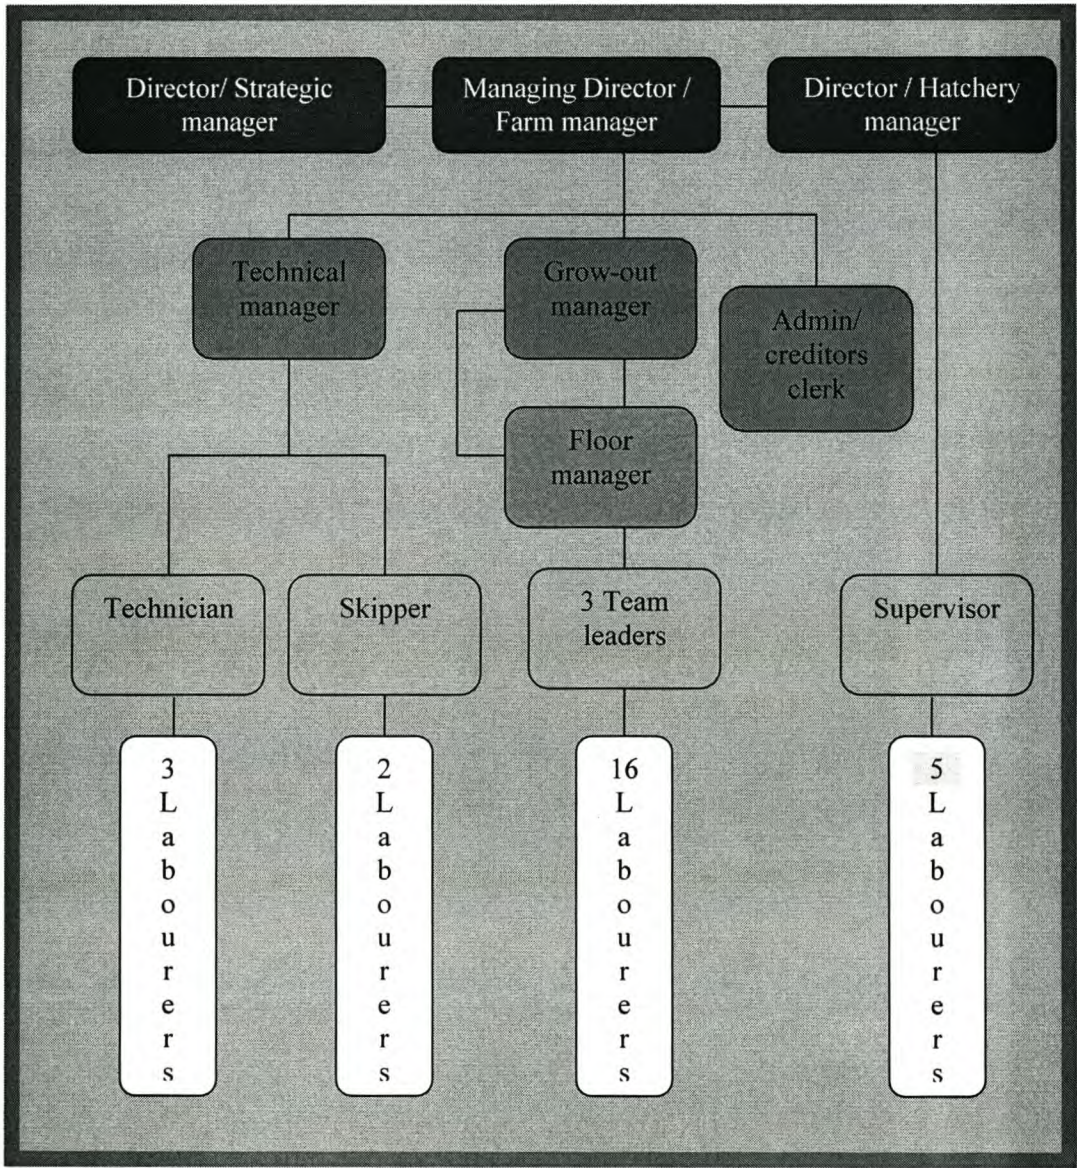 Director/ Strategic
manager
Managing Director /
Farm manager
Director / Hatchery
manager
Technical
manager
Grow-out
manager
Admin/
creditors
clerk
Floor
manager
Technician
Skipper
3 Team
leaders
Supervisor
3
L
a
b
o
u
r
e
r
s
2
L
a
b
o
u
r
e
r
s
16
L
a
b
o
u
r
e
r
s
5
L
a
b
o
u
r
e
r
s